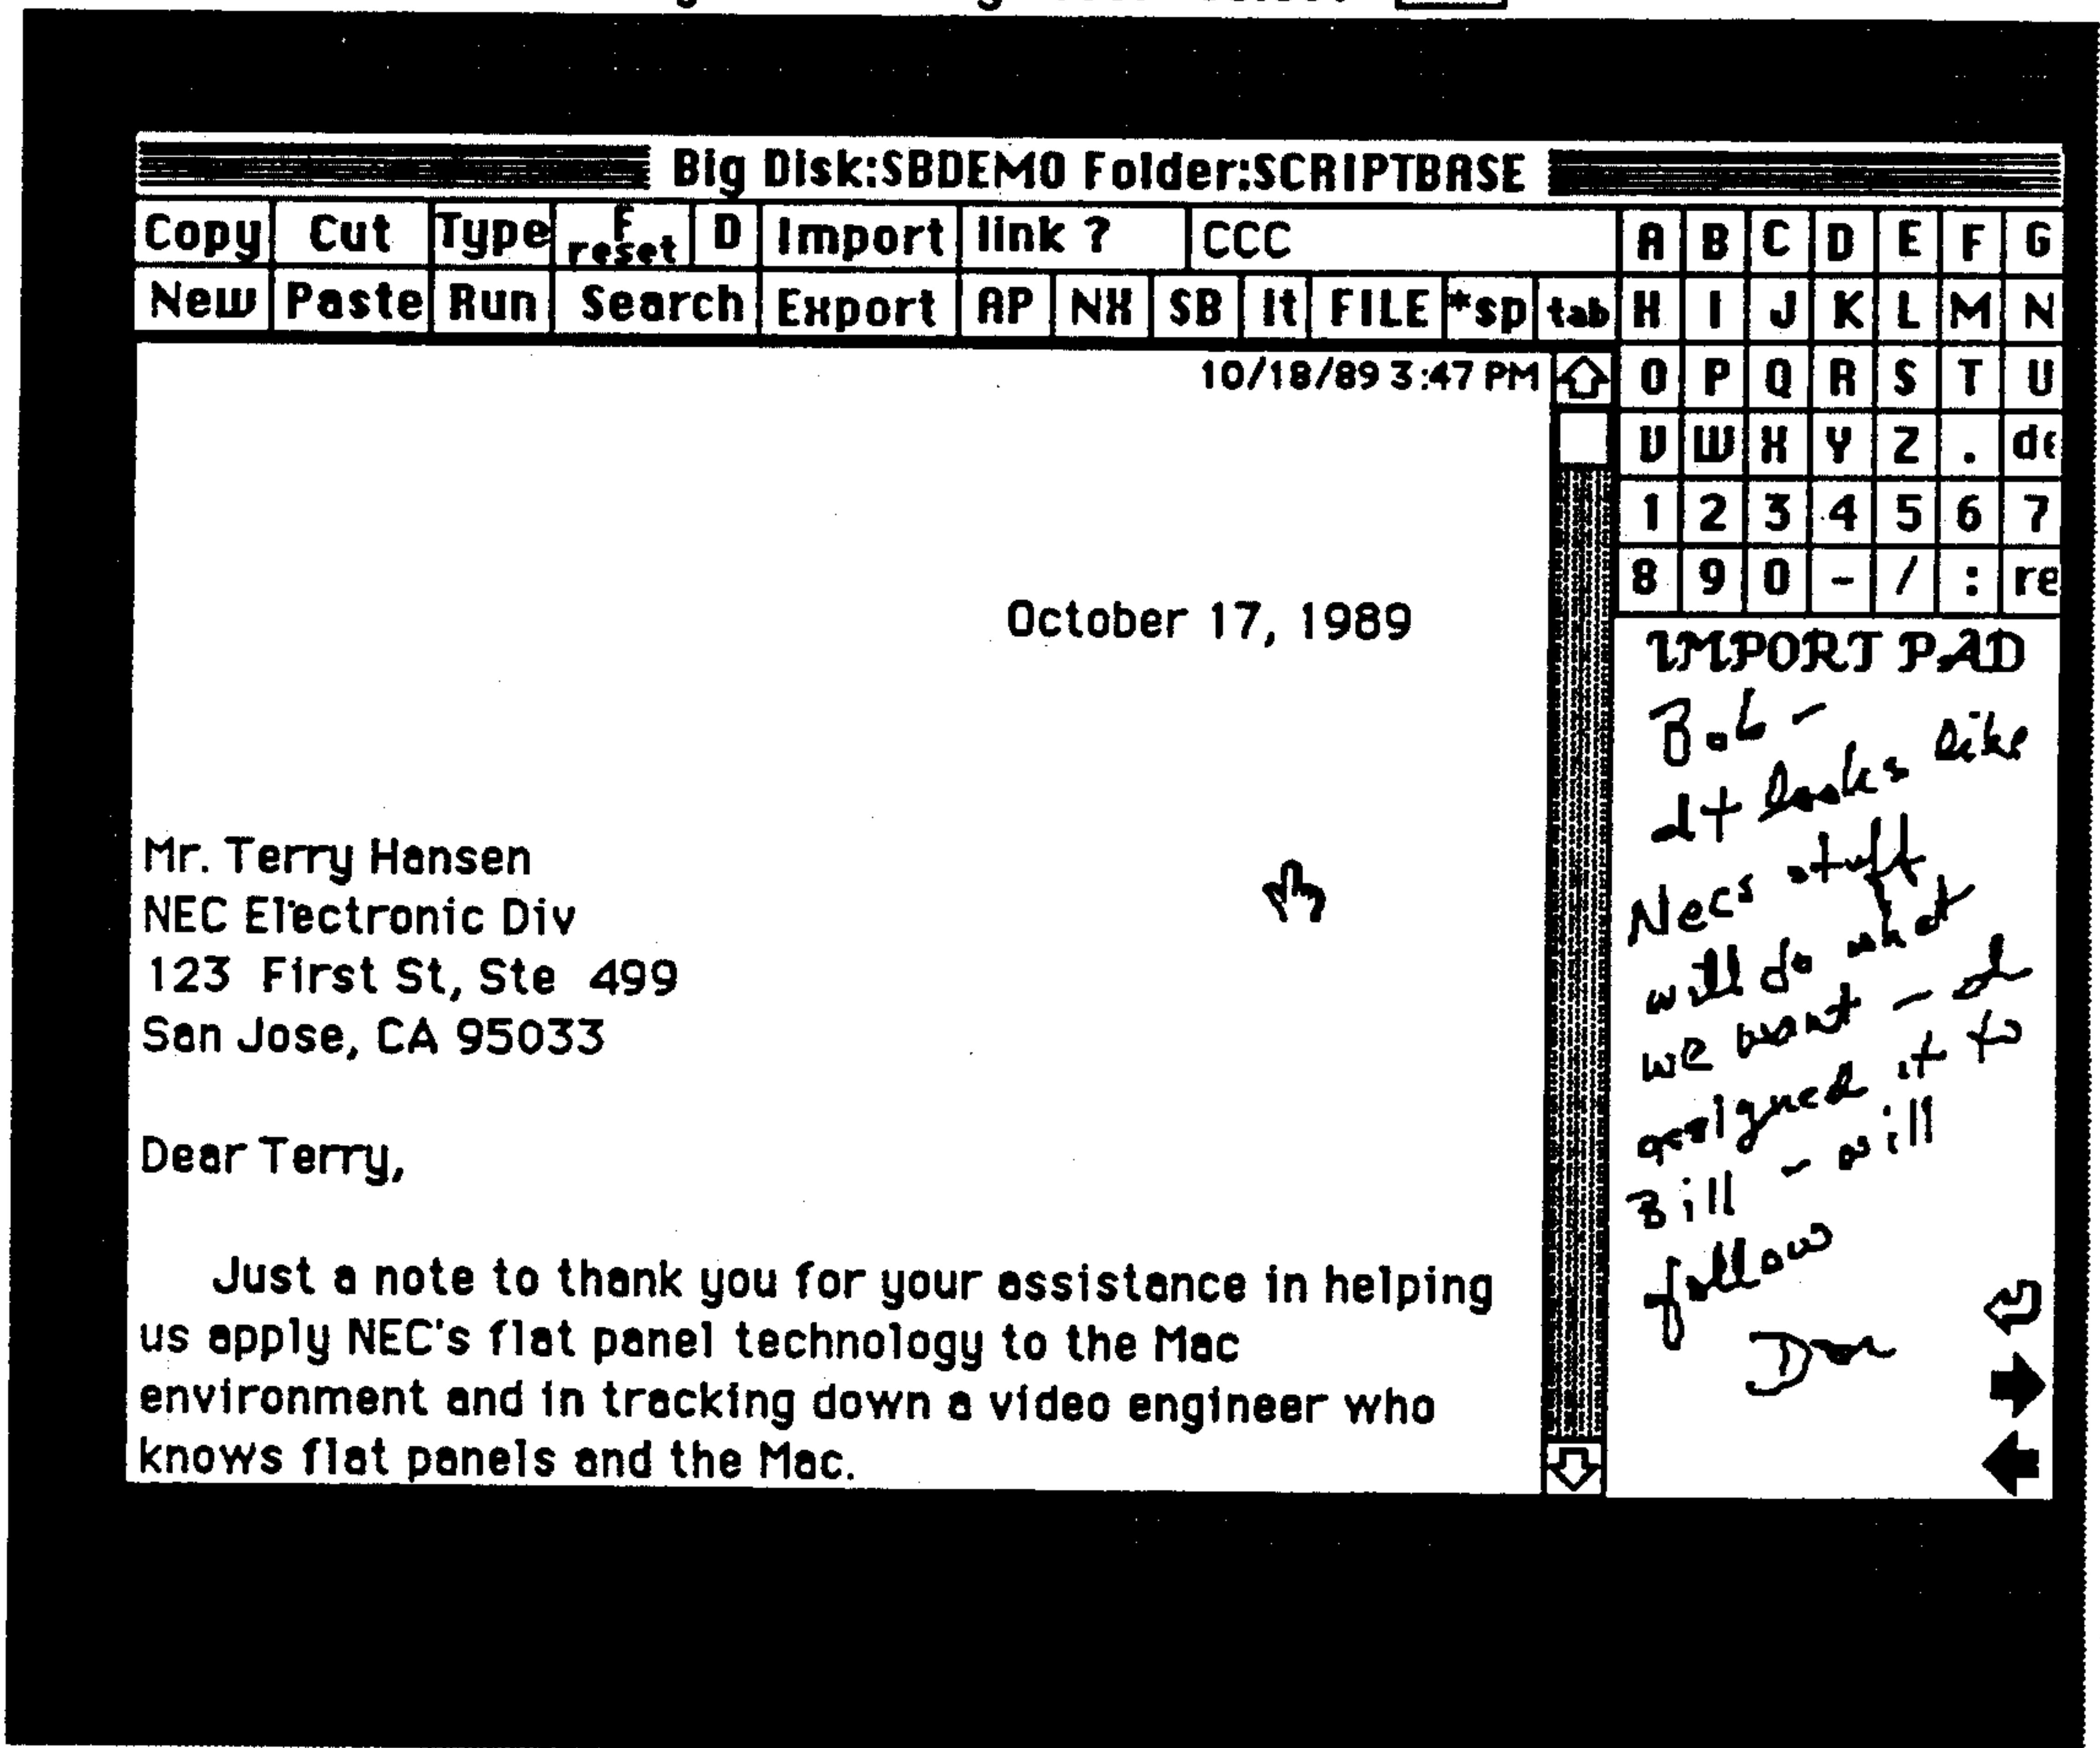 Big Disk:SBDEMO Folder:SCRIPTBASE
Copy Cut Type F reset D Import link ? CCC A B C D E F G
New Paste Run Search Export AP NX SB It FILE *sp tab H I J K L M N
10/18/89 3:47 PM O P Q R S T U
V W X Y Z . de
1 2 3 4 5 6 7
8 9 0 - / : re
October 17, 1989
Mr. Terry Hansen
NEC Electronic Div
123 First St, Ste 499
San Jose, CA 95033
Dear Terry,
Just a note to thank you for your assistance in helping
us apply NEC's flat panel technology to the Mac
environment and in tracking down a video engineer who
knows flat panels and the Mac.
IMPORT PAD
Bob -
It looks like
Necs stuff
will do what
we want - I
assigned it to
Bill - will
follow